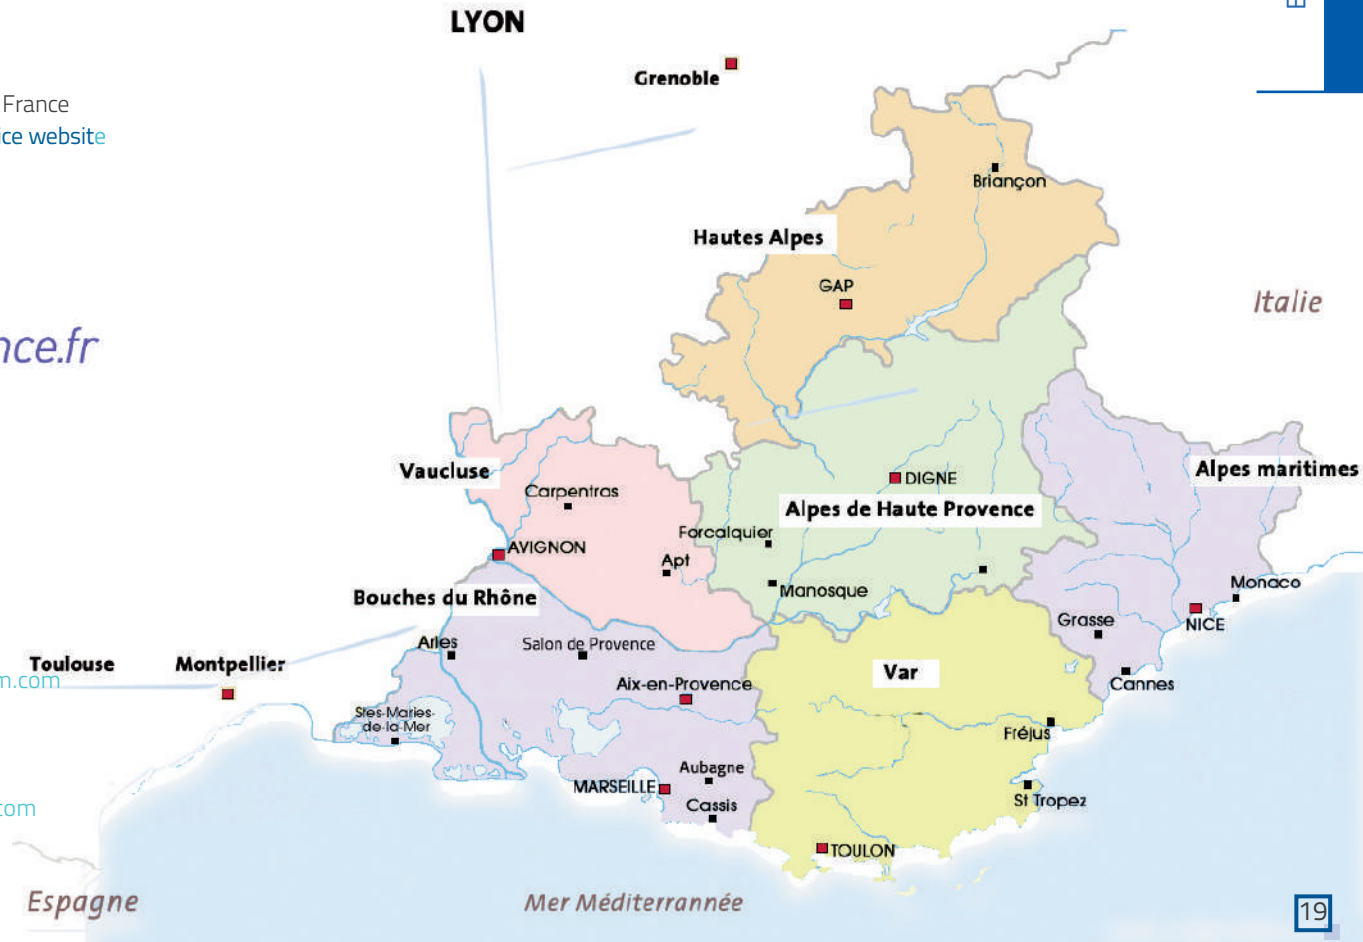 LYON
Grenoble
France
ice website
Briançon
Hautes Alpes
GAP
Italie
nce.fr
Vaucluse
Alpes maritimes
Carpentras
DIGNE
Alpes de Haute Provence
Forcalquier
AVIGNON
Apt
Manosque
Monaco
Bouches du Rhône
Grasse
NICE
Arles
Salon de Provence
Toulouse
Montpellier
Var
m.com
Aix-en-Provence
Cannes
Stes-Maries-
de-la-Mer
Fréjus
Aubagne
MARSEILLE
Cassis
St Tropez
com
TOULON
Espagne
Mer Méditerrannée
19